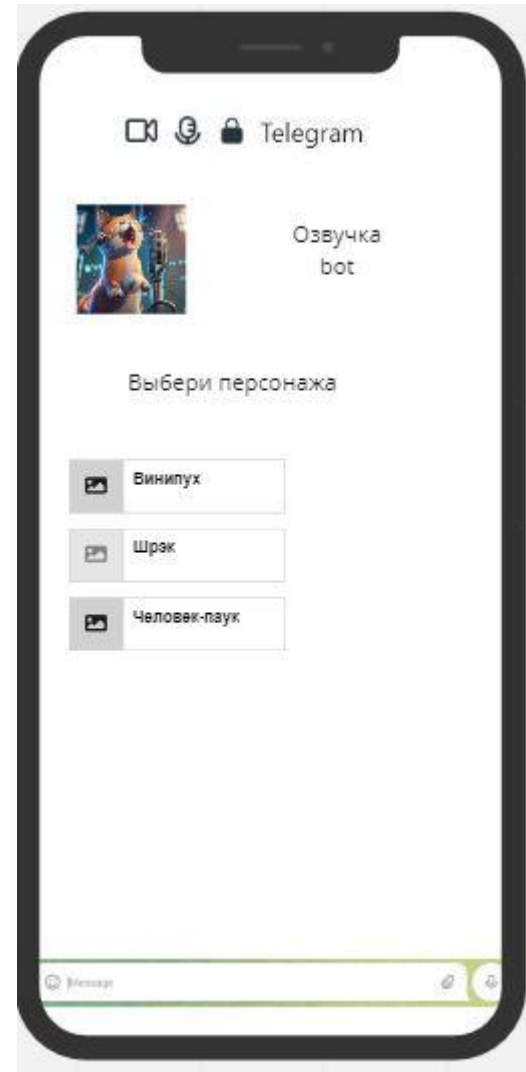 Telegram
Озвучка
bot
Выбери персонажа
Винипух
Шрэк
Человек-паук
Message